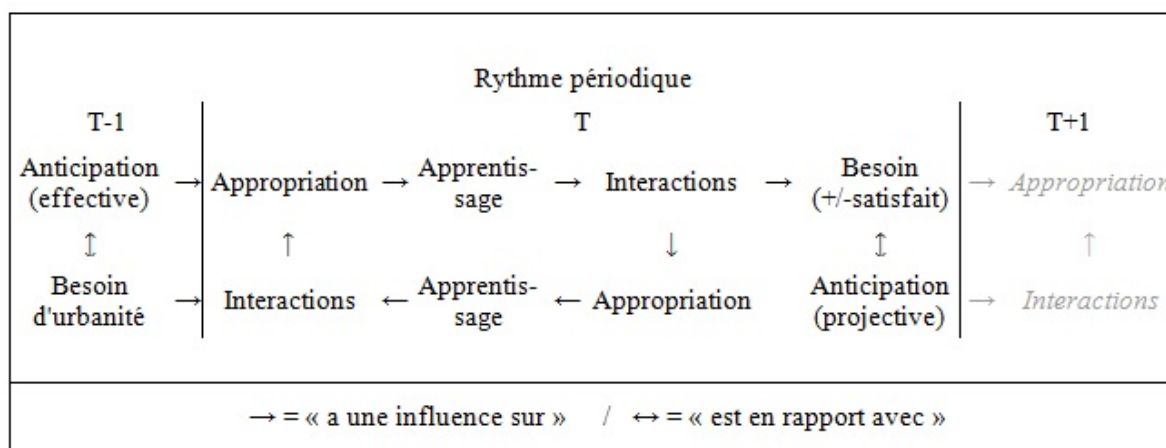 Rythme périodique
T-1 T T+1
Anticipation
(effective) → Appropriation → Apprentis-
sage → Interactions → Besoin
(+/-satisfait) → Appropriation
↕ ↑ ↓ ↕ ↑
Besoin
d'urbanité → Interactions ← Apprentis-
sage ← Appropriation Anticipation
(projective) → Interactions
→ = « a une influence sur » / ↔ = « est en rapport avec »